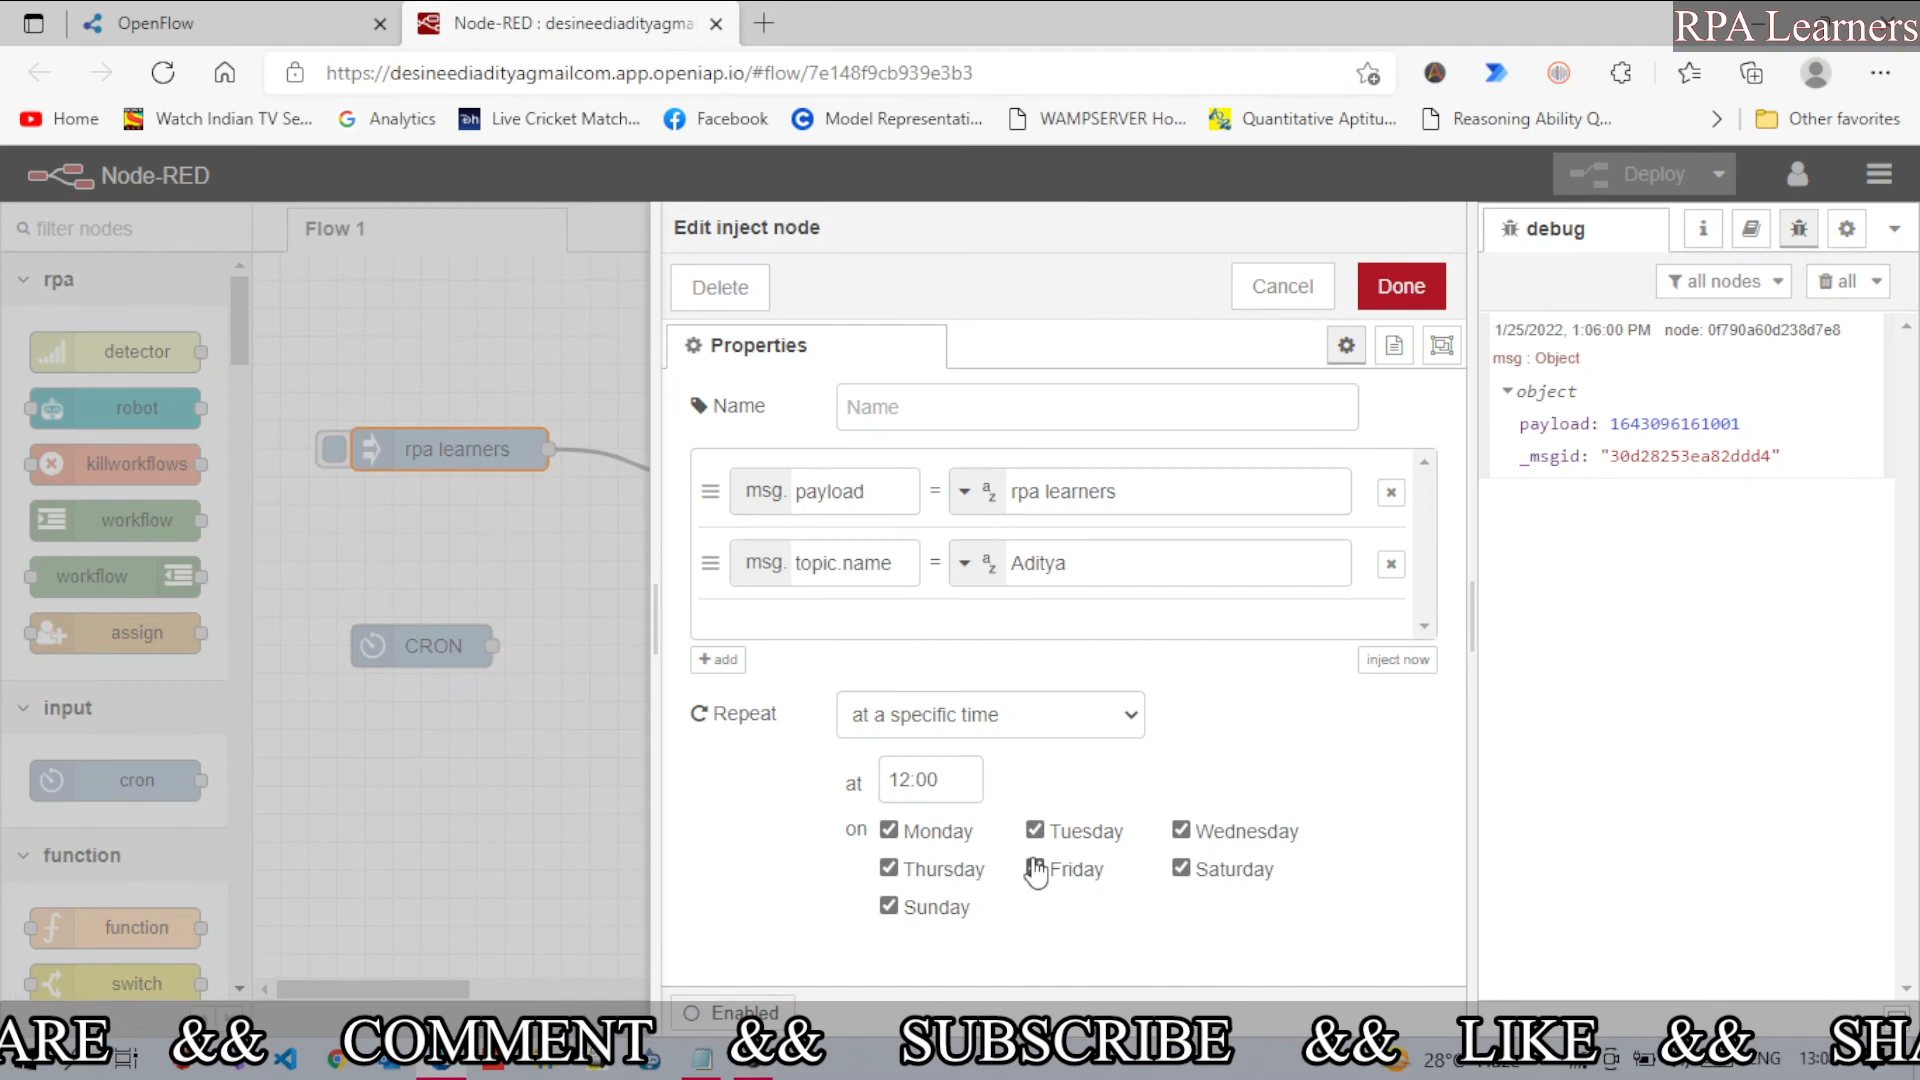 OpenFlow
Node-RED : desineediadityagma
RPA Learners
https://desineediadityagmailcom.app.openiap.io/#flow/7e148f9cb939e3b3
Home
Watch Indian TV Se...
Analytics
Live Cricket Match...
Facebook
Model Representati...
WAMPSERVER Ho...
Quantitative Aptitu...
Reasoning Ability Q...
Other favorites
Node-RED
Deploy
filter nodes
Flow 1
Edit inject node
debug
Delete
Cancel
Done
all nodes
all
rpa
detector
robot
killworkflows
workflow
workflow
assign
input
cron
function
function
switch
rpa learners
CRON
Properties
Name
Name
msg. payload = rpa learners
msg. topic.name = Aditya
add
inject now
Repeat
at a specific time
at 12:00
on Monday Tuesday Wednesday
Thursday Friday Saturday
Sunday
Enabled
1/25/2022, 1:06:00 PM node: 0f790a60d238d7e8
msg : Object
object
payload: 1643096161001
_msgid: "30d28253ea82ddd4"
ARE && COMMENT && SUBSCRIBE && LIKE && SHA
28°C
ENG